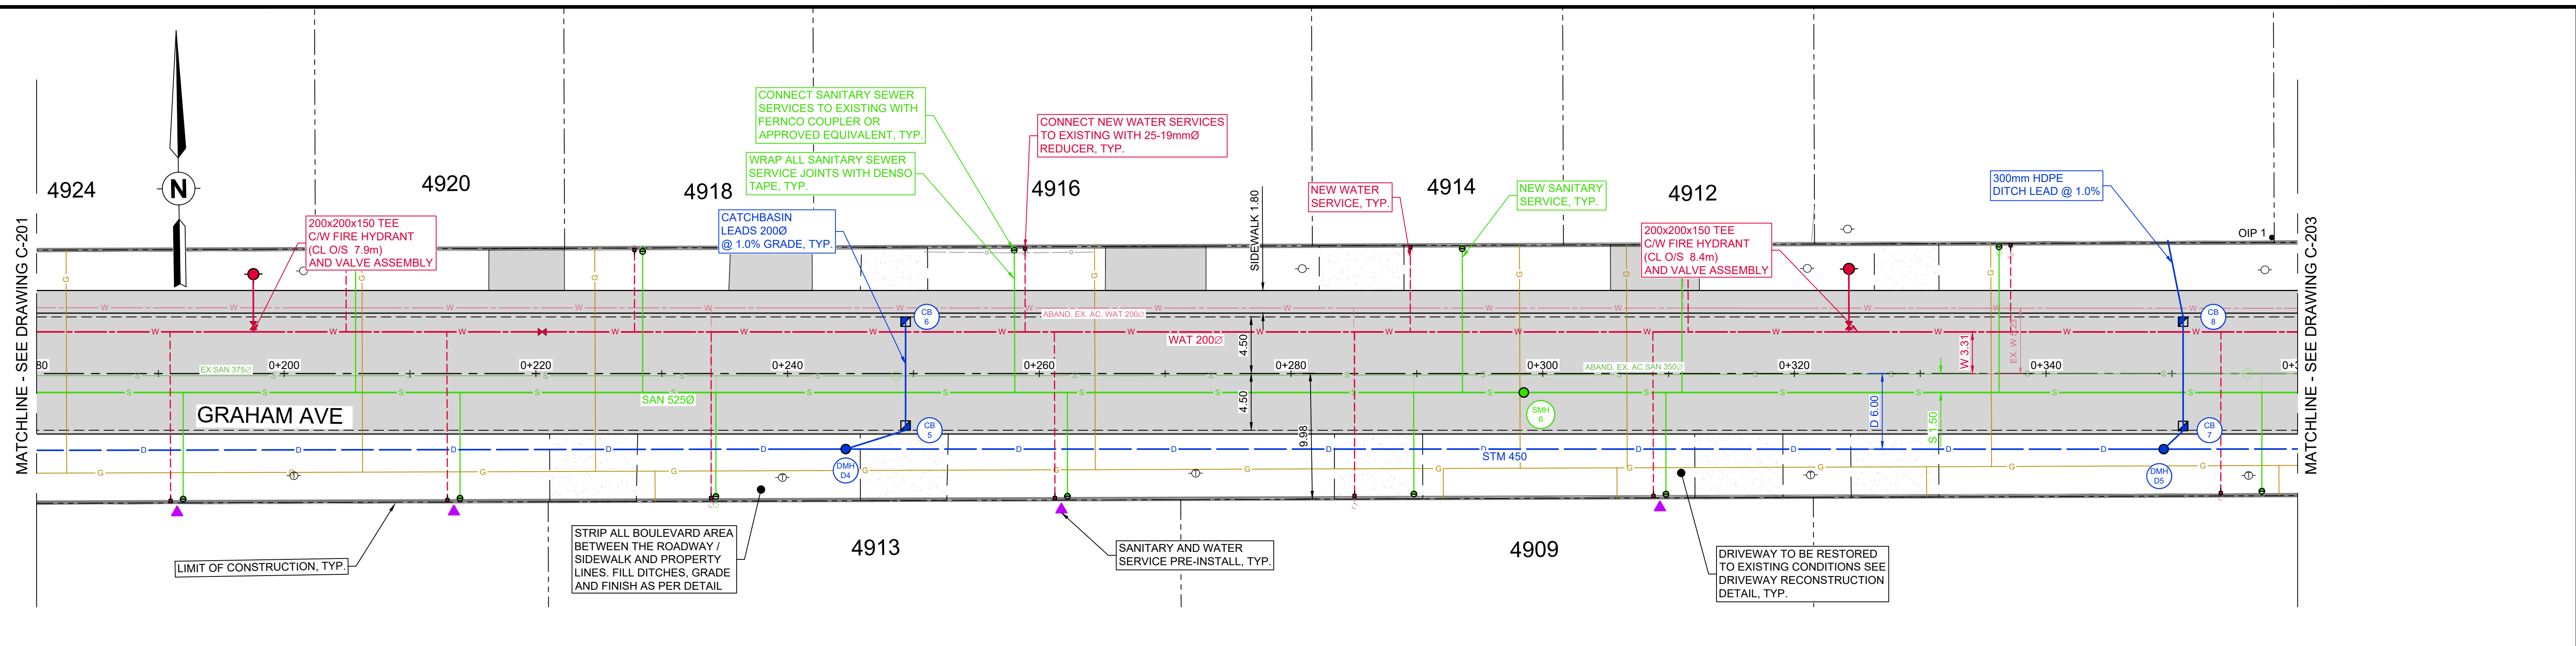 MATCHLINE - SEE DRAWING C-201
4924
N
4920
4918
4916
4914
4912
200x200x150 TEE
C/W FIRE HYDRANT
(CL O/S 7.9m)
AND VALVE ASSEMBLY
CONNECT SANITARY SEWER
SERVICES TO EXISTING WITH
FERNCO COUPLER OR
APPROVED EQUIVALENT, TYP.
WRAP ALL SANITARY SEWER
SERVICE JOINTS WITH DENSO
TAPE, TYP.
CATCHBASIN
LEADS 200Ø
@ 1.0% GRADE, TYP.
CONNECT NEW WATER SERVICES
TO EXISTING WITH 25-19mmØ
REDUCER, TYP.
SIDEWALK 1.80
NEW WATER
SERVICE, TYP.
NEW SANITARY
SERVICE, TYP.
200x200x150 TEE
C/W FIRE HYDRANT
(CL O/S 8.4m)
AND VALVE ASSEMBLY
300mm HDPE
DITCH LEAD @ 1.0%
OIP 1
MATCHLINE - SEE DRAWING C-203
CB
6
CB
8
ABAND. EX. AC. WAT 200Ø
WAT 200Ø
4.50
W 3.31
80
EX SAN 375Ø
0+200
0+220
0+240
0+260
0+280
0+300
ABAND. EX. AC SAN 350Ø
0+320
0+340
SAN 525Ø
GRAHAM AVE
4.50
9.98
SMH
6
D 6.00
S 1.50
CB
5
CB
7
DMH
D4
STM 450
DMH
D5
LIMIT OF CONSTRUCTION, TYP.
STRIP ALL BOULEVARD AREA
BETWEEN THE ROADWAY /
SIDEWALK AND PROPERTY
LINES. FILL DITCHES, GRADE
AND FINISH AS PER DETAIL
4913
SANITARY AND WATER
SERVICE PRE-INSTALL, TYP.
4909
DRIVEWAY TO BE RESTORED
TO EXISTING CONDITIONS SEE
DRIVEWAY RECONSTRUCTION
DETAIL, TYP.